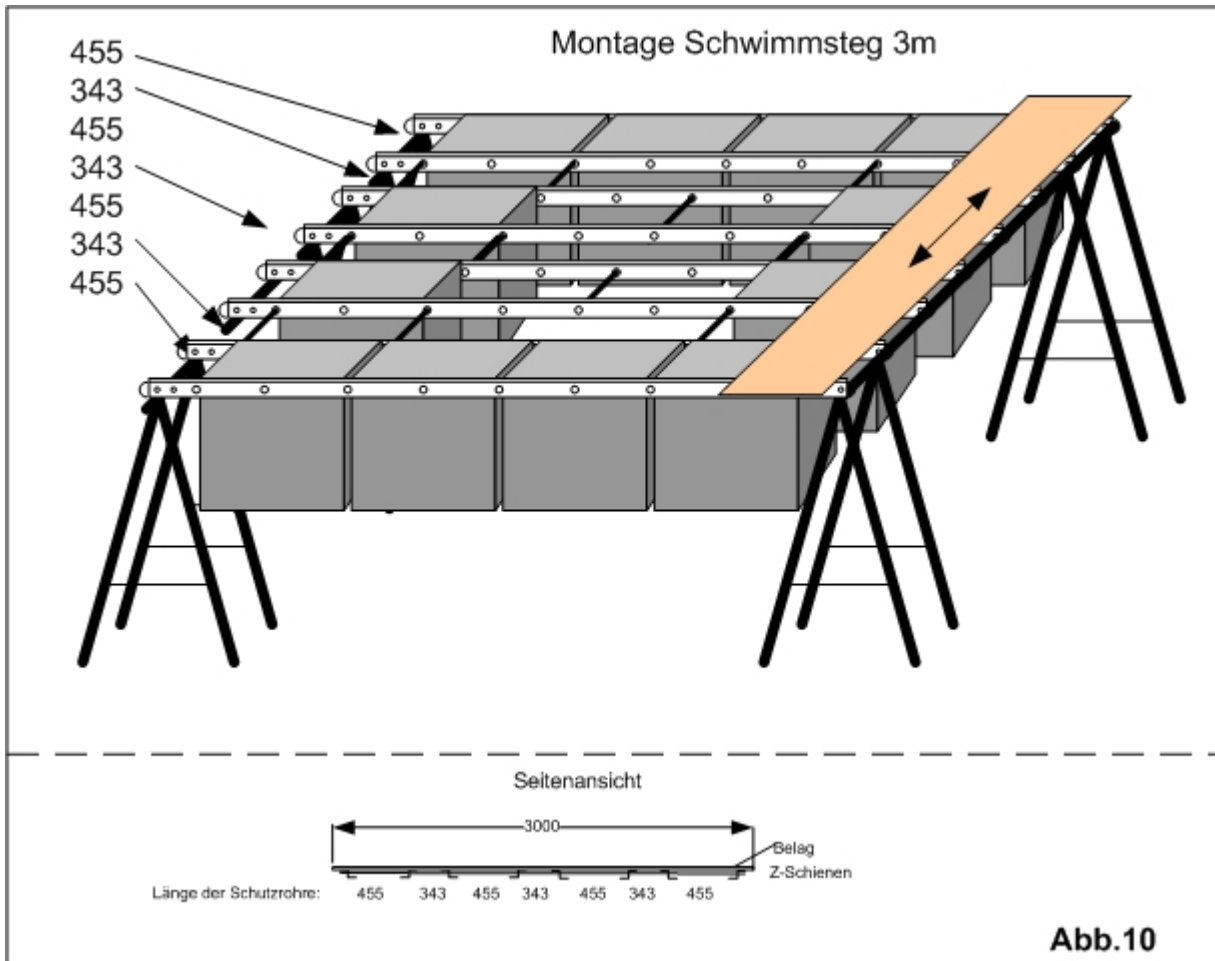 Montage Schwimmsteg 3m
455
343
455
343
455
343
455
Seitenansicht
3000
Belag
Z-Schienen
Länge der Schutzrohre: 455 343 455 343 455 343 455
Abb.10